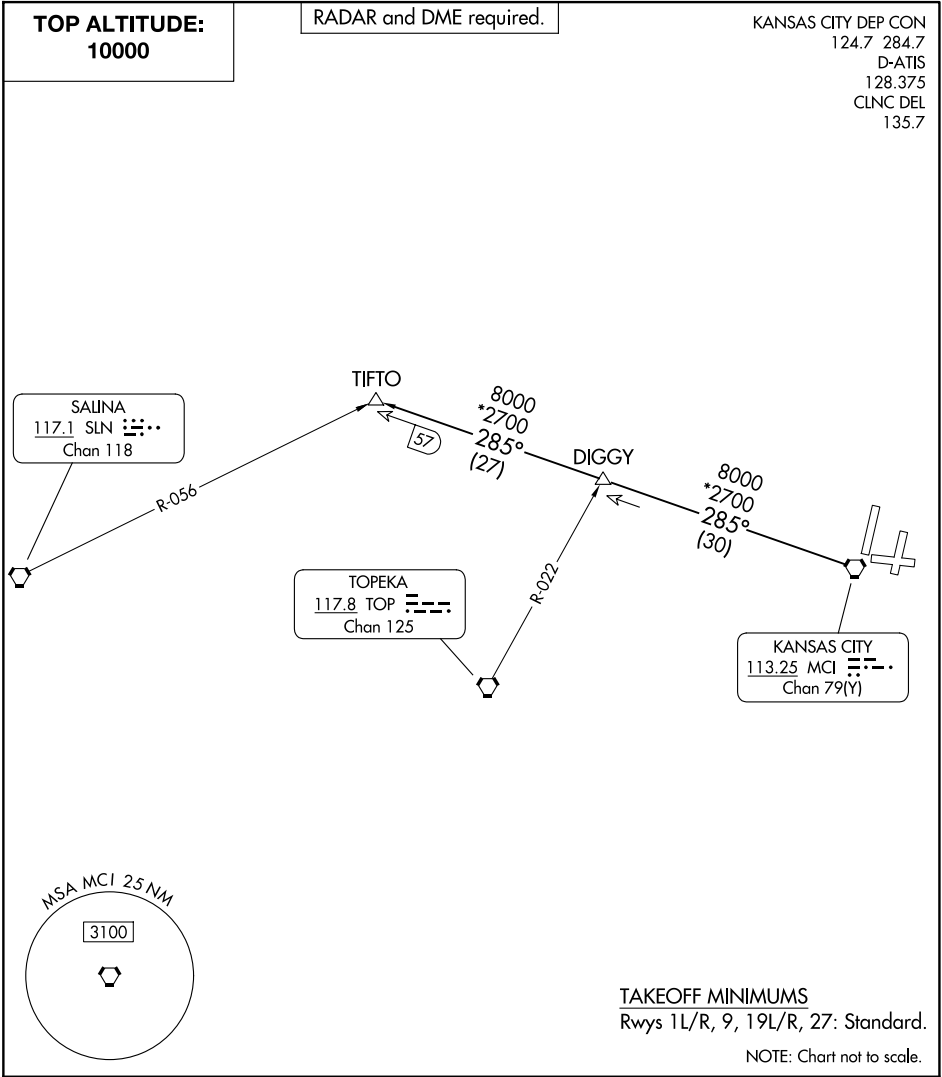 TOP ALTITUDE:
10000
RADAR and DME required.
KANSAS CITY DEP CON
124.7 284.7
D-ATIS
128.375
CLNC DEL
135.7
TIFTO
8000
*2700
285°
(27)
57
SALINA
117.1 SLN
Chan 118
R-056
DIGGY
8000
*2700
285°
(30)
TOPEKA
117.8 TOP
Chan 125
R-022
KANSAS CITY
113.25 MCI
Chan 79(Y)
MSA MCI 25 NM
3100
TAKEOFF MINIMUMS
Rwys 1L/R, 9, 19L/R, 27: Standard.
NOTE: Chart not to scale.